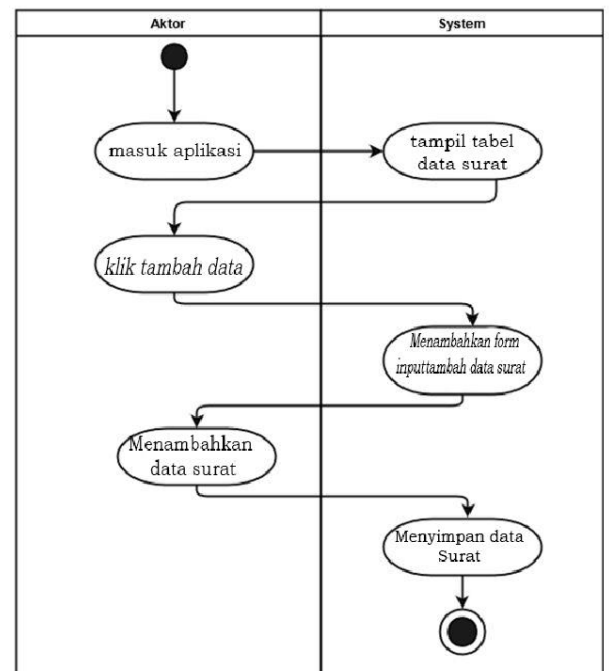 Aktor
System
masuk aplikasi
tampil tabel
data surat
klik tambah data
Menambahkan form
inputtambah data surat
Menambahkan
data surat
Menyimpan data
Surat